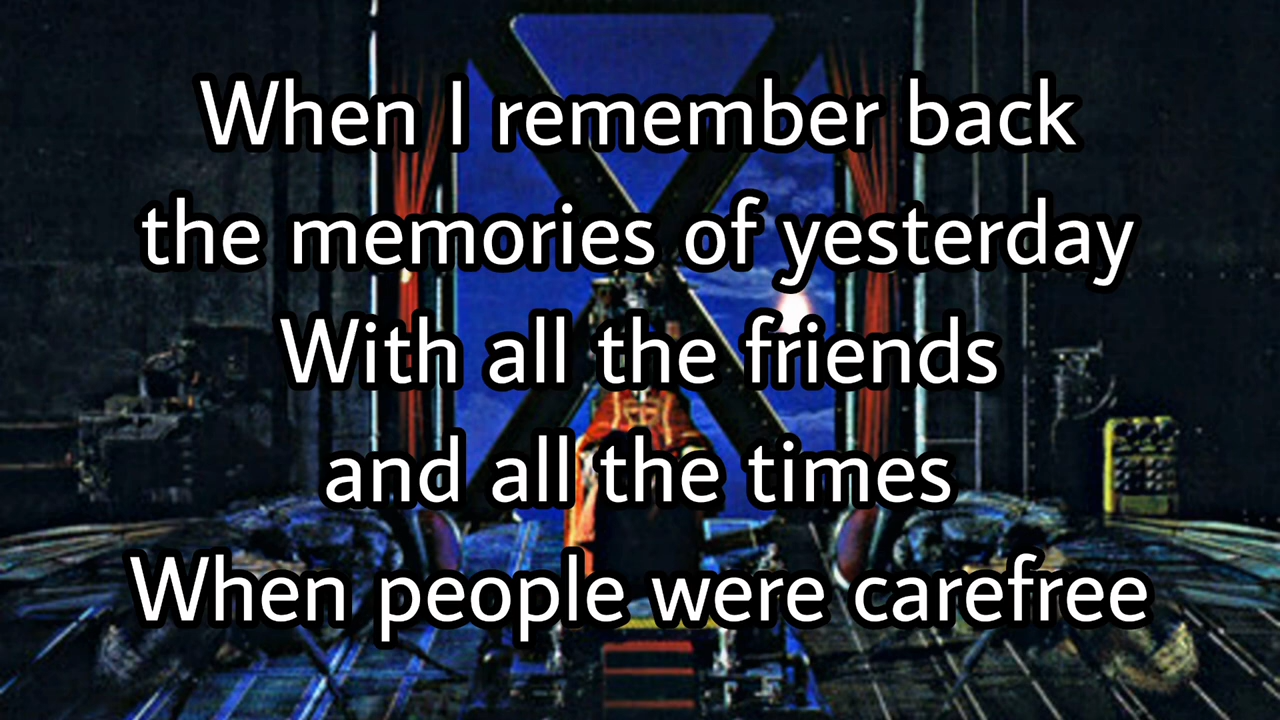 When I remember back
the memories of yesterday
With all the friends
and all the times
When people were carefree